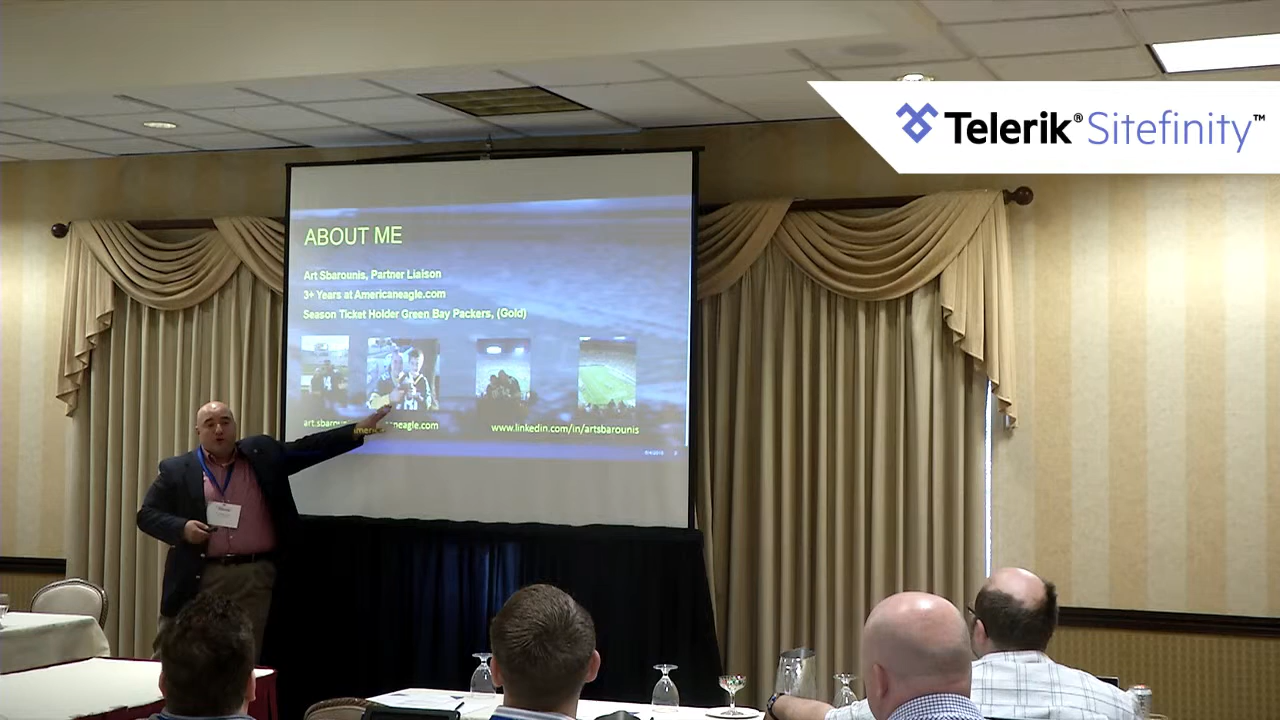 Telerik® Sitefinity™
ABOUT ME
Art Sbarounis, Partner Liaison
3+ Years at Americaneagle.com
Season Ticket Holder Green Bay Packers, (Gold)
www.linkedin.com/in/artsbarounis